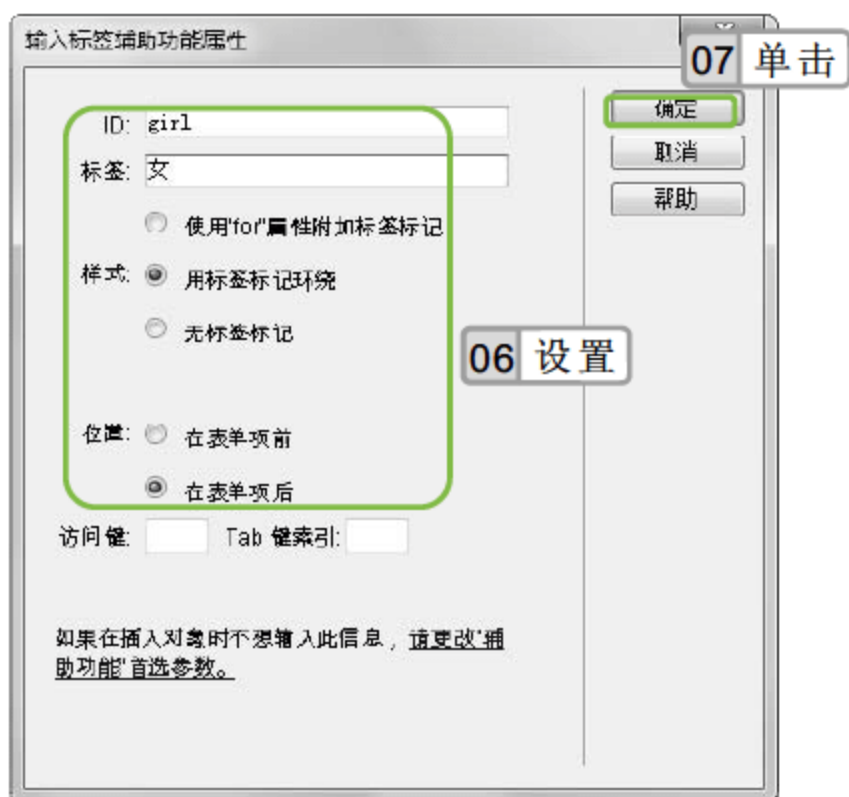 输入标签辅助功能属性
07 单击
ID: girl
确定
标签: 女
取消
帮助
使用"for"属性附加标签标记
样式: 用标签标记环绕
无标签标记
06 设置
位置: 在表单项前
在表单项后
访问键: Tab 键索引:
如果在插入对象时不想输入此信息，请更改"辅
助功能"首选参数。